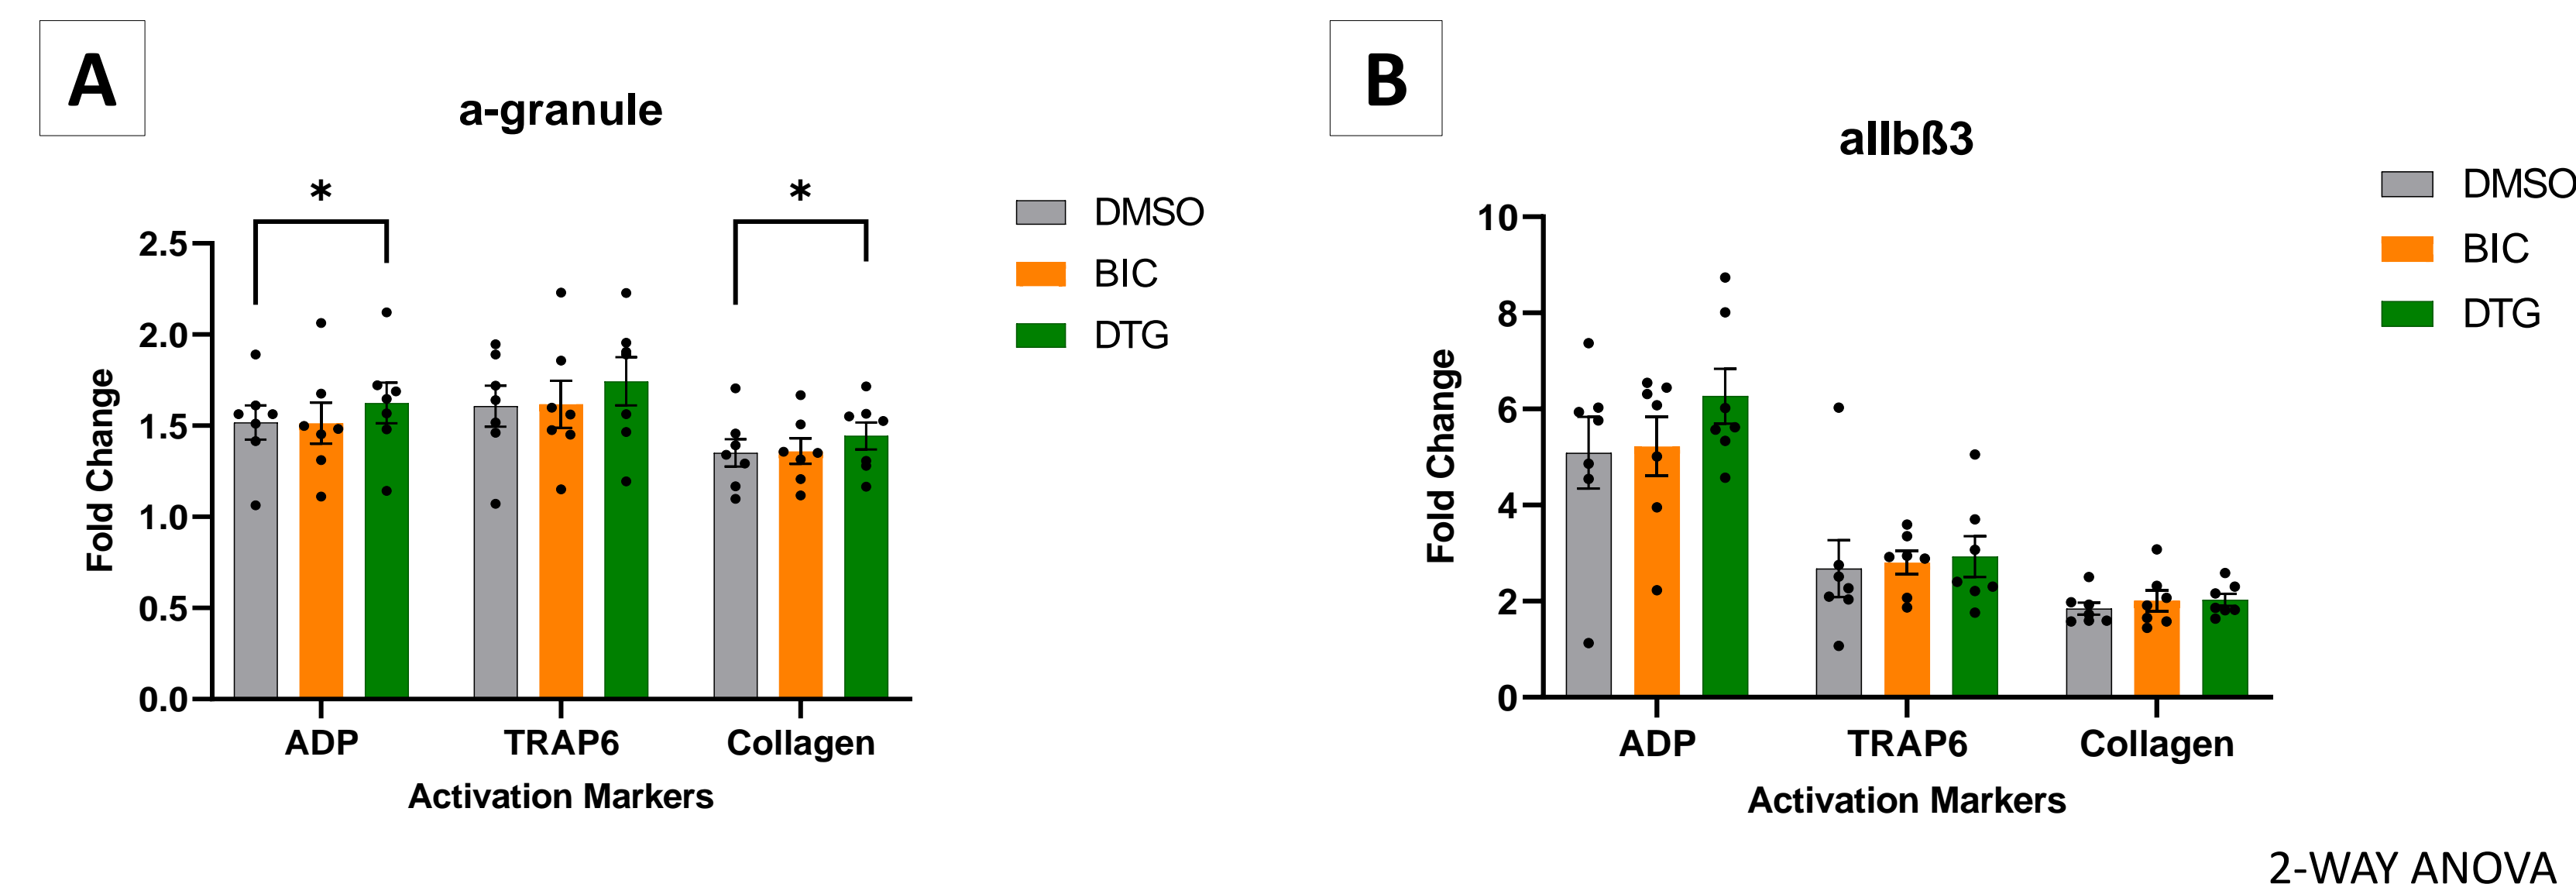 A
a-granule
*
*
DMSO
BIC
DTG
2.5
2.0
1.5
1.0
0.5
0.0
Fold Change
ADP
TRAP6
Collagen
Activation Markers
B
allbß3
DMSO
BIC
DTG
10
8
6
4
2
0
Fold Change
ADP
TRAP6
Collagen
Activation Markers
2-WAY ANOVA